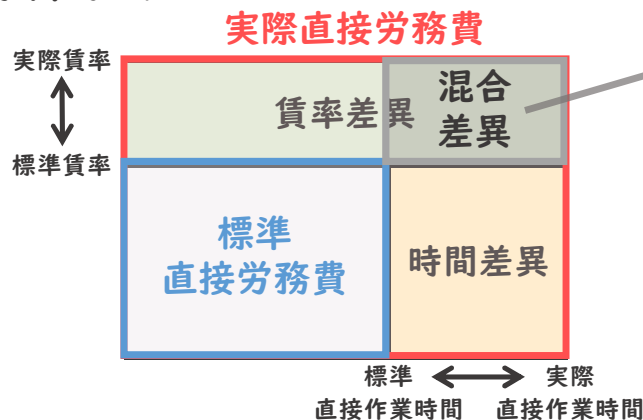 実際直接労務費
実際賃率
標準賃率
賃率差異
混合
差異
標準
直接労務費
時間差異
標準
直接作業時間
実際
直接作業時間